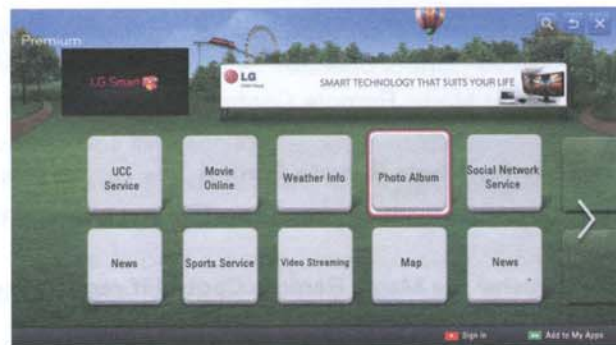 Premium
LG Smart
LG
SMART TECHNOLOGY THAT SUITS YOUR LIFE
UCC
Service
Movie
Online
Weather Info
Photo Album
Social Network
Service
News
Sports Service
Video Streaming
Map
News
Sign in
Add to My Apps